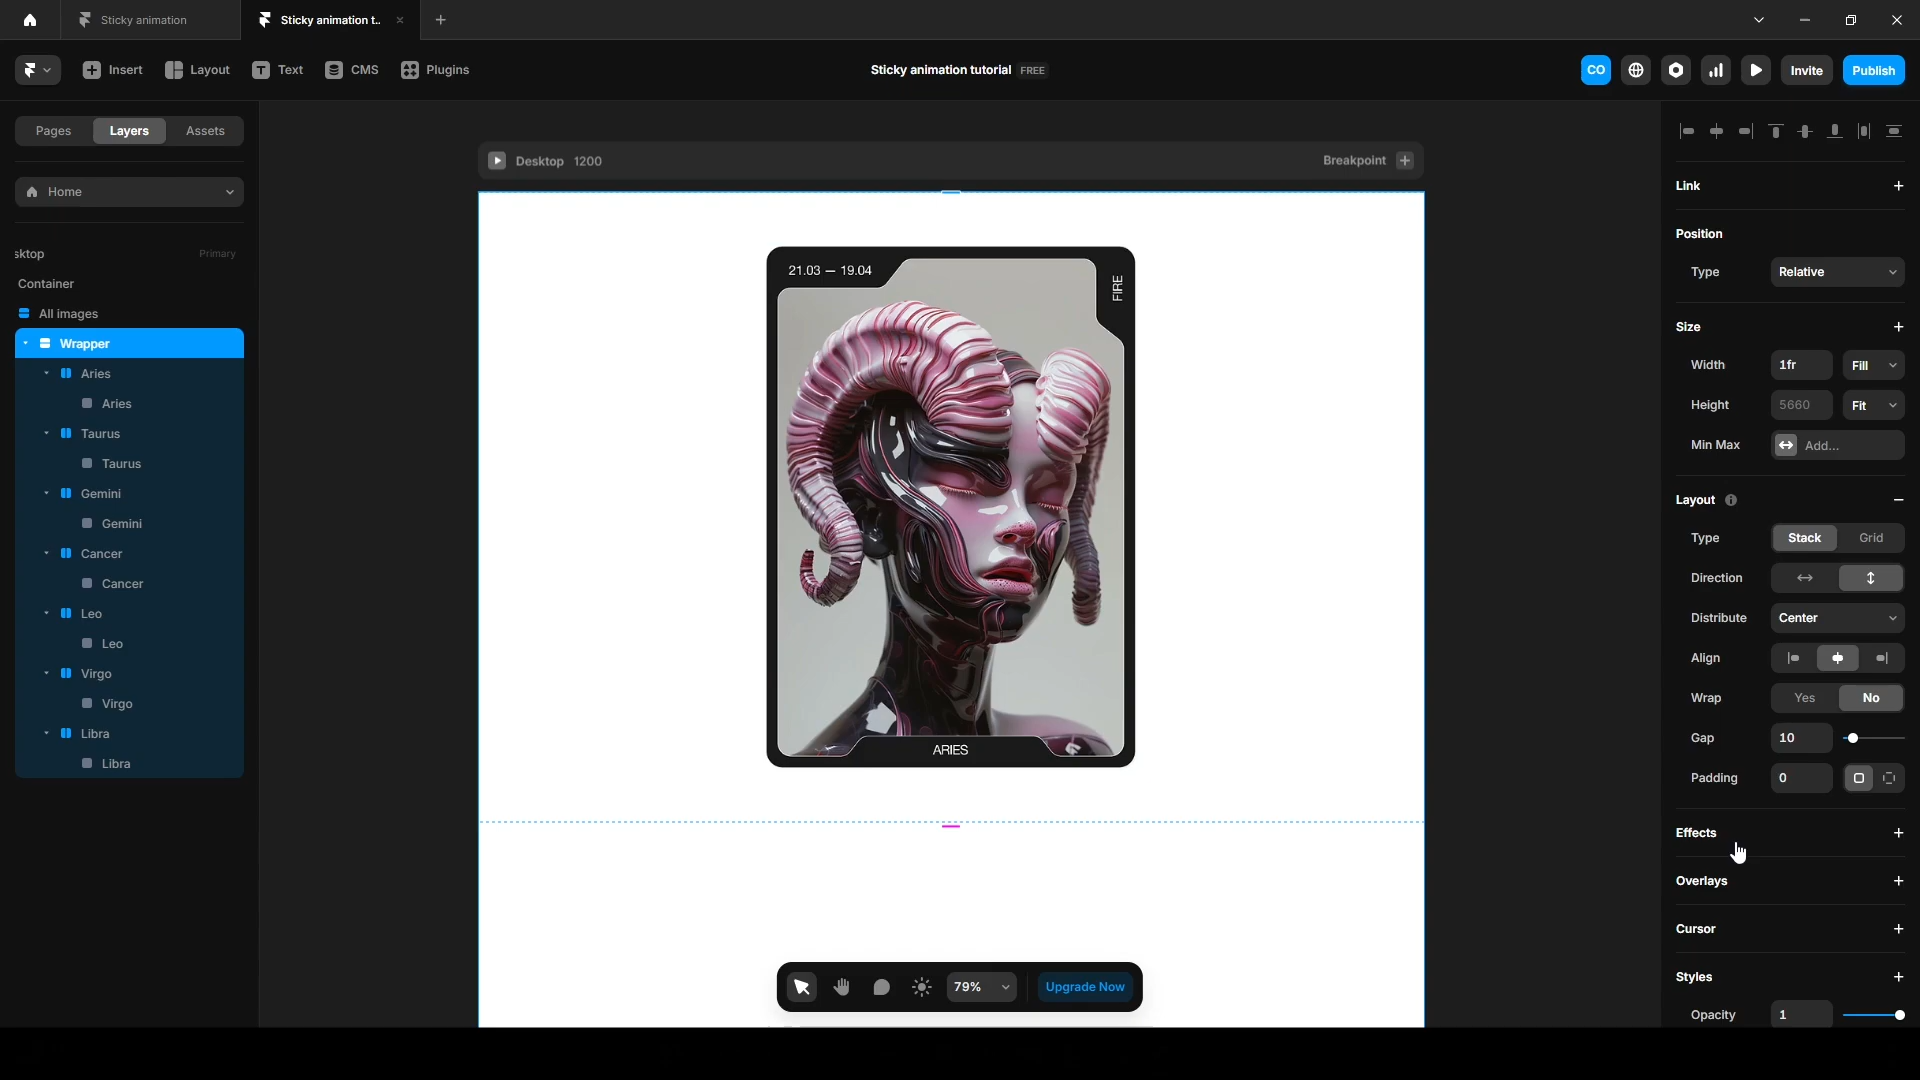 Sticky animation
Sticky animation t..
Insert
Layout
Text
CMS
Plugins
Sticky animation tutorial FREE
CO
Invite
Publish
Pages
Layers
Assets
Home
sktop Primary
Container
All images
Wrapper
Aries
Aries
Taurus
Taurus
Gemini
Gemini
Cancer
Cancer
Leo
Leo
Virgo
Virgo
Libra
Libra
Desktop 1200
Breakpoint
21.03 — 19.04
FIRE
ARIES
79%
Upgrade Now
Link
Position
Type Relative
Size
Width 1fr Fill
Height 5660 Fit
Min Max Add...
Layout
Type Stack Grid
Direction
Distribute Center
Align
Wrap Yes No
Gap 10
Padding 0
Effects
Overlays
Cursor
Styles
Opacity 1